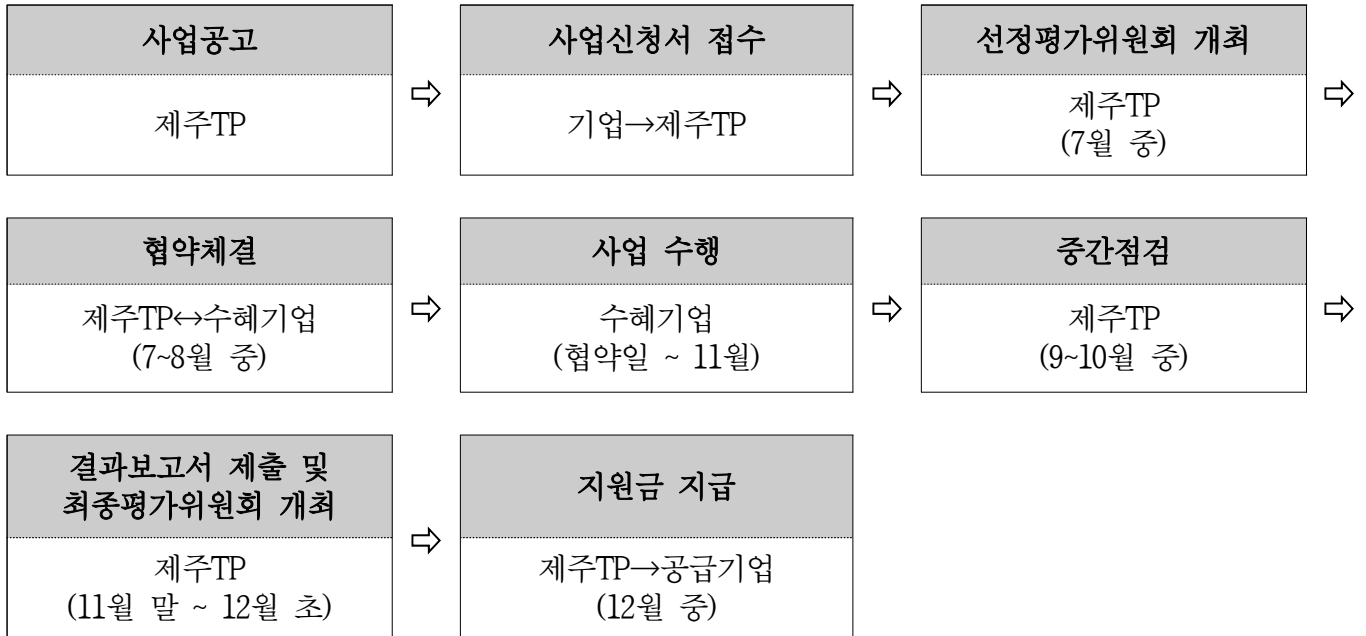 사업공고
제주TP
⇨
사업신청서 접수
기업→제주TP
⇨
선정평가위원회 개최
제주TP
(7월 중)
⇨
협약체결
제주TP↔수혜기업
(7~8월 중)
⇨
사업 수행
수혜기업
(협약일 ~ 11월)
⇨
중간점검
제주TP
(9~10월 중)
⇨
결과보고서 제출 및
최종평가위원회 개최
제주TP
(11월 말 ~ 12월 초)
⇨
지원금 지급
제주TP→공급기업
(12월 중)